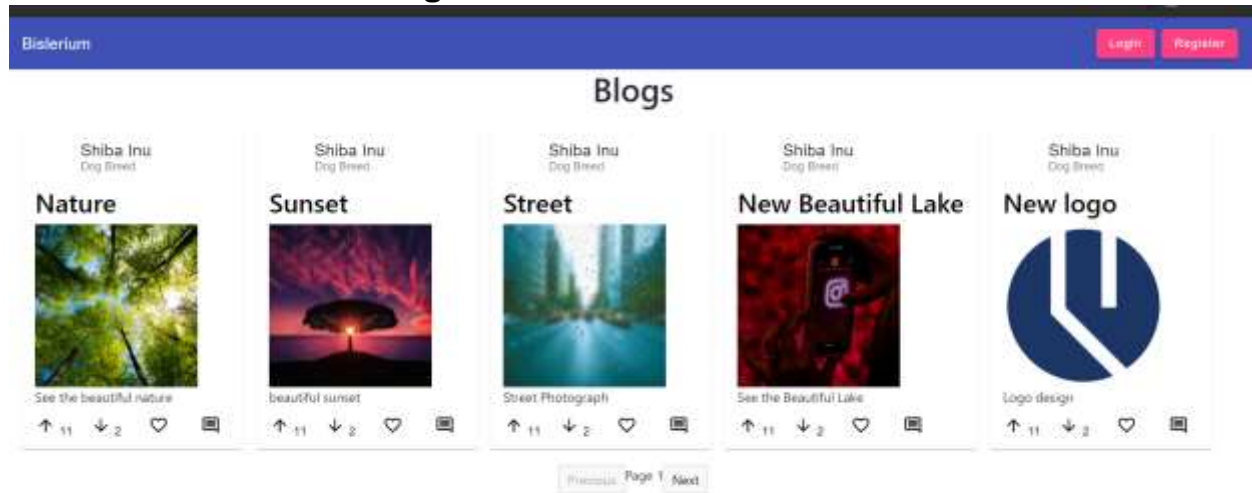 Bislerium
Login
Register
Blogs
Shiba Inu
Dog Breed
Nature
See the beautiful nature
11
2
Shiba Inu
Dog Breed
Sunset
beautiful sunset
11
2
Shiba Inu
Dog Breed
Street
Street Photograph
11
2
Shiba Inu
Dog Breed
New Beautiful Lake
See the Beautiful Lake
11
2
Shiba Inu
Dog Breed
New logo
Logo design
11
2
Previous Page 1 Next